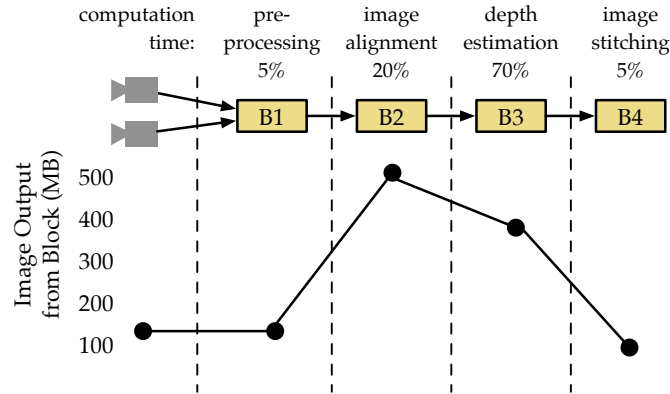 computation time:
pre-
processing
5%
image
alignment
20%
depth
estimation
70%
image
stitching
5%
B1
B2
B3
B4
Image Output
from Block (MB)
500
400
300
200
100